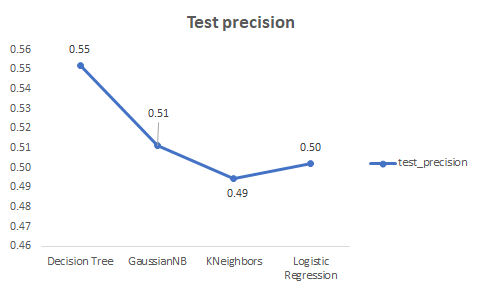 Test precision
0.56
0.55
0.54
0.53
0.52
0.51
0.50
0.49
0.48
0.47
0.46
0.55
0.51
0.49
0.50
Decision Tree
GaussianNB
KNeighbors
Logistic
Regression
test_precision